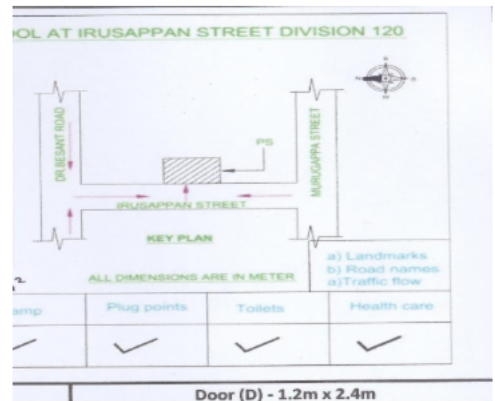 OOL AT IRUSAPPAN STREET DIVISION 120
DR.BESANT ROAD
PS
MURUGAPPA STREET
IRUSAPPAN STREET
KEY PLAN
a) Landmarks
b) Road names
a)Traffic flow
ALL DIMENSIONS ARE IN METER
amp
Plug points
Toilets
Health care
Door (D) - 1.2m x 2.4m